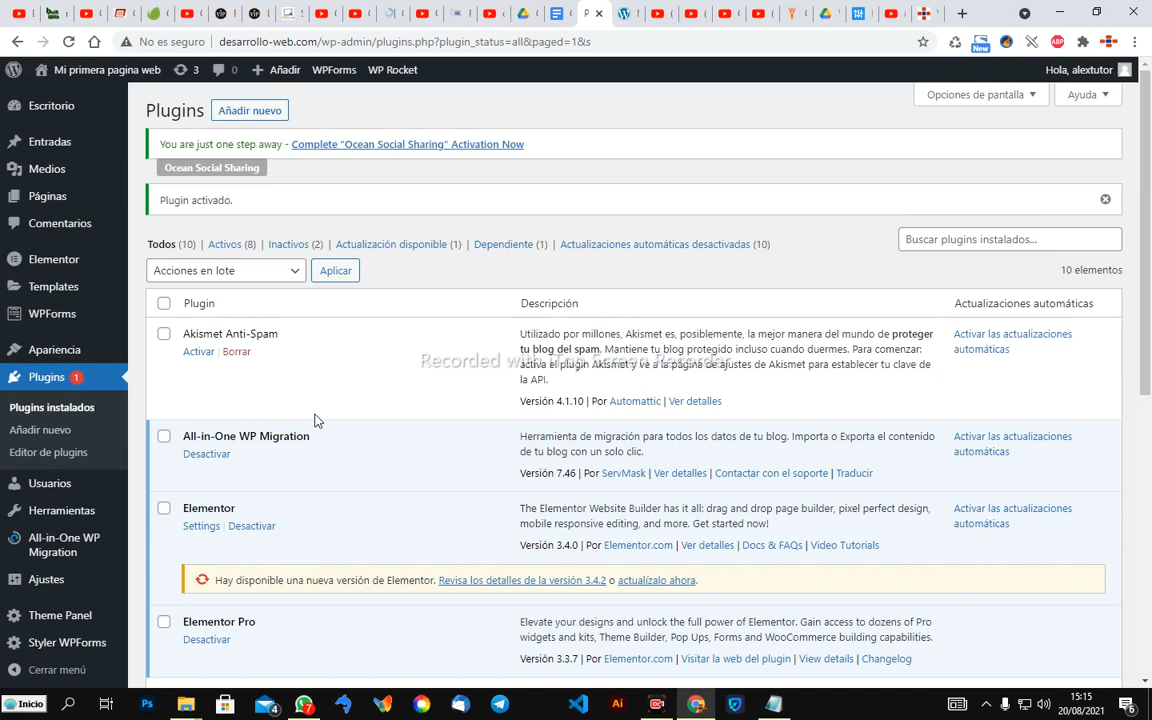 No es seguro | desarrollo-web.com/wp-admin/plugins.php?plugin_status=all&paged=1&s
New
ABP
Mi primera pagina web 3 0 Añadir WPForms WP Rocket Hola, alextutor
Escritorio
Entradas
Medios
Páginas
Comentarios
Elementor
Templates
WPForms
Apariencia
Plugins 1
Plugins instalados
Añadir nuevo
Editor de plugins
Usuarios
Herramientas
All-in-One WP
Migration
Ajustes
Theme Panel
Styler WPForms
Cerrar menú
Opciones de pantalla Ayuda
Plugins Añadir nuevo
You are just one step away - Complete "Ocean Social Sharing" Activation Now
Ocean Social Sharing
Plugin activado.
Todos (10) | Activos (8) | Inactivos (2) | Actualización disponible (1) | Dependiente (1) | Actualizaciones automáticas desactivadas (10)
Buscar plugins instalados...
Acciones en lote Aplicar 10 elementos
Plugin Descripción Actualizaciones automáticas
Akismet Anti-Spam
Activar | Borrar
Utilizado por millones, Akismet es, posiblemente, la mejor manera del mundo de proteger
tu blog del spam. Mantiene tu blog protegido incluso cuando duermes. Para comenzar:
activa el plugin Akismet y ve a la página de ajustes de Akismet para establecer tu clave de
la API.
Versión 4.1.10 | Por Automattic | Ver detalles
Activar las actualizaciones
automáticas
Recorded with iTop Screen Recorder
All-in-One WP Migration
Desactivar
Herramienta de migración para todos los datos de tu blog. Importa o Exporta el contenido
de tu blog con un solo clic.
Versión 7.46 | Por ServMask | Ver detalles | Contactar con el soporte | Traducir
Activar las actualizaciones
automáticas
Elementor
Settings | Desactivar
The Elementor Website Builder has it all: drag and drop page builder, pixel perfect design,
mobile responsive editing, and more. Get started now!
Versión 3.4.0 | Por Elementor.com | Ver detalles | Docs & FAQs | Video Tutorials
Activar las actualizaciones
automáticas
Hay disponible una nueva versión de Elementor. Revisa los detalles de la versión 3.4.2 o actualízalo ahora.
Elementor Pro
Desactivar
Elevate your designs and unlock the full power of Elementor. Gain access to dozens of Pro
widgets and kits, Theme Builder, Pop Ups, Forms and WooCommerce building capabilities.
Versión 3.3.7 | Por Elementor.com | Visitar la web del plugin | View details | Changelog
Inicio
Ps
4
7
Ai
15:15
20/08/2021
6